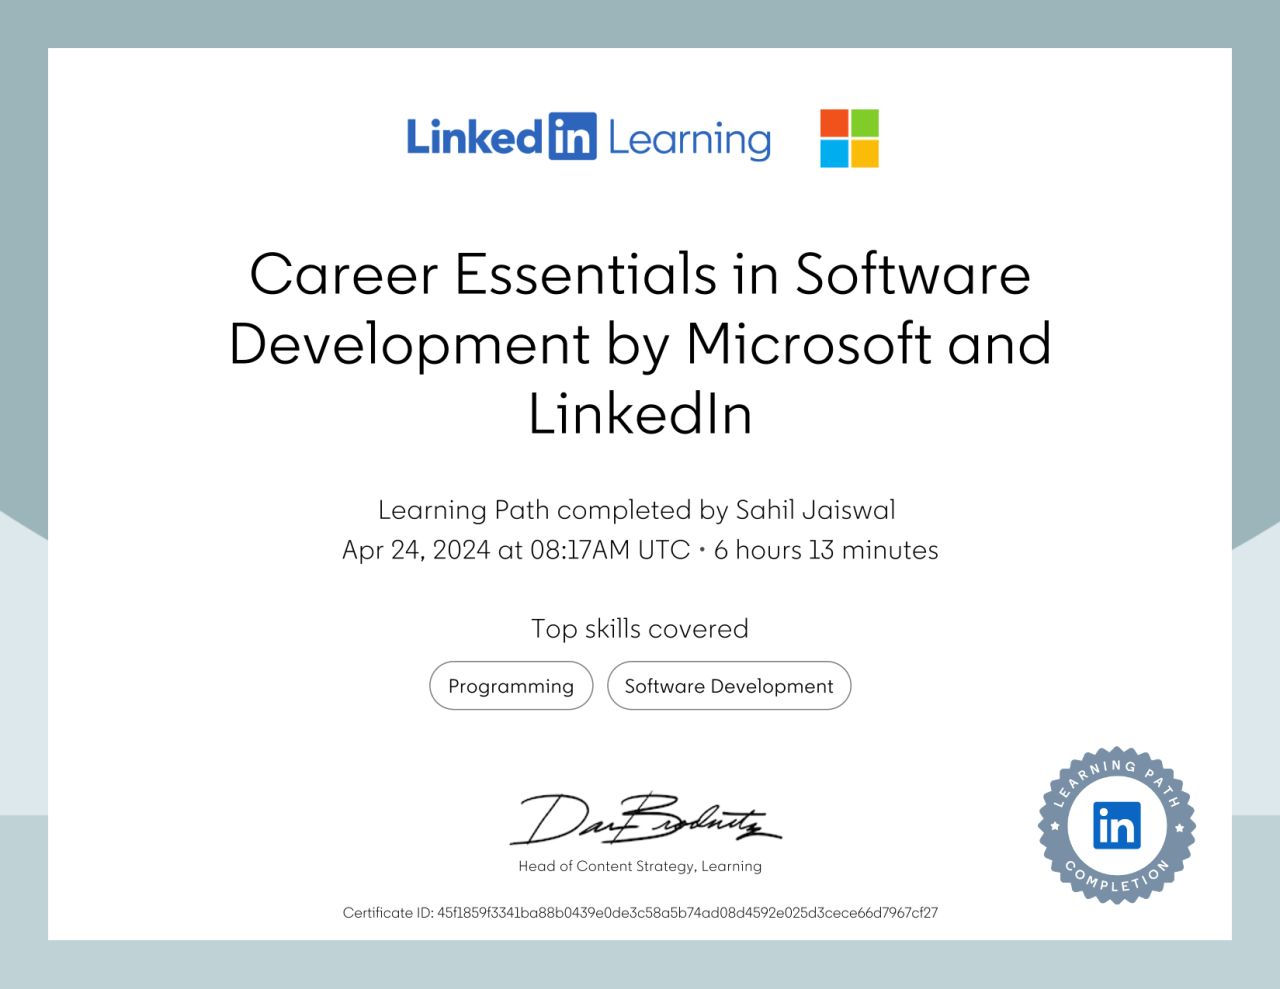 LinkedIn Learning
Career Essentials in Software
Development by Microsoft and
LinkedIn
Learning Path completed by Sahil Jaiswal
Apr 24, 2024 at 08:17AM UTC • 6 hours 13 minutes
Top skills covered
Programming
Software Development
Dan Brodnitz
Head of Content Strategy, Learning
LEARNING PATH
in
COMPLETION
Certificate ID: 45f1859f3341ba88b0439e0de3c58a5b74ad08d4592e025d3cece66d7967cf27